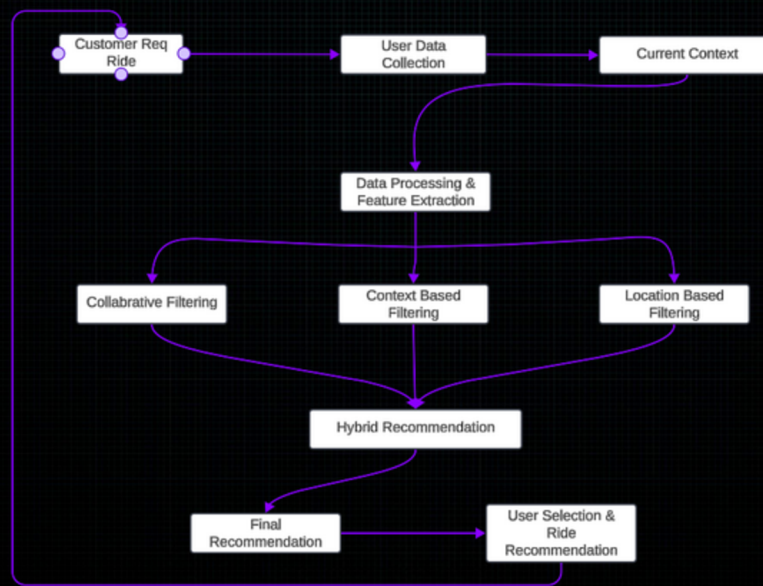 Customer Req
Ride
User Data
Collection
Current Context
Data Processing &
Feature Extraction
Collabrative Filtering
Context Based
Filtering
Location Based
Filtering
Hybrid Recommendation
Final
Recommendation
User Selection &
Ride
Recommendation